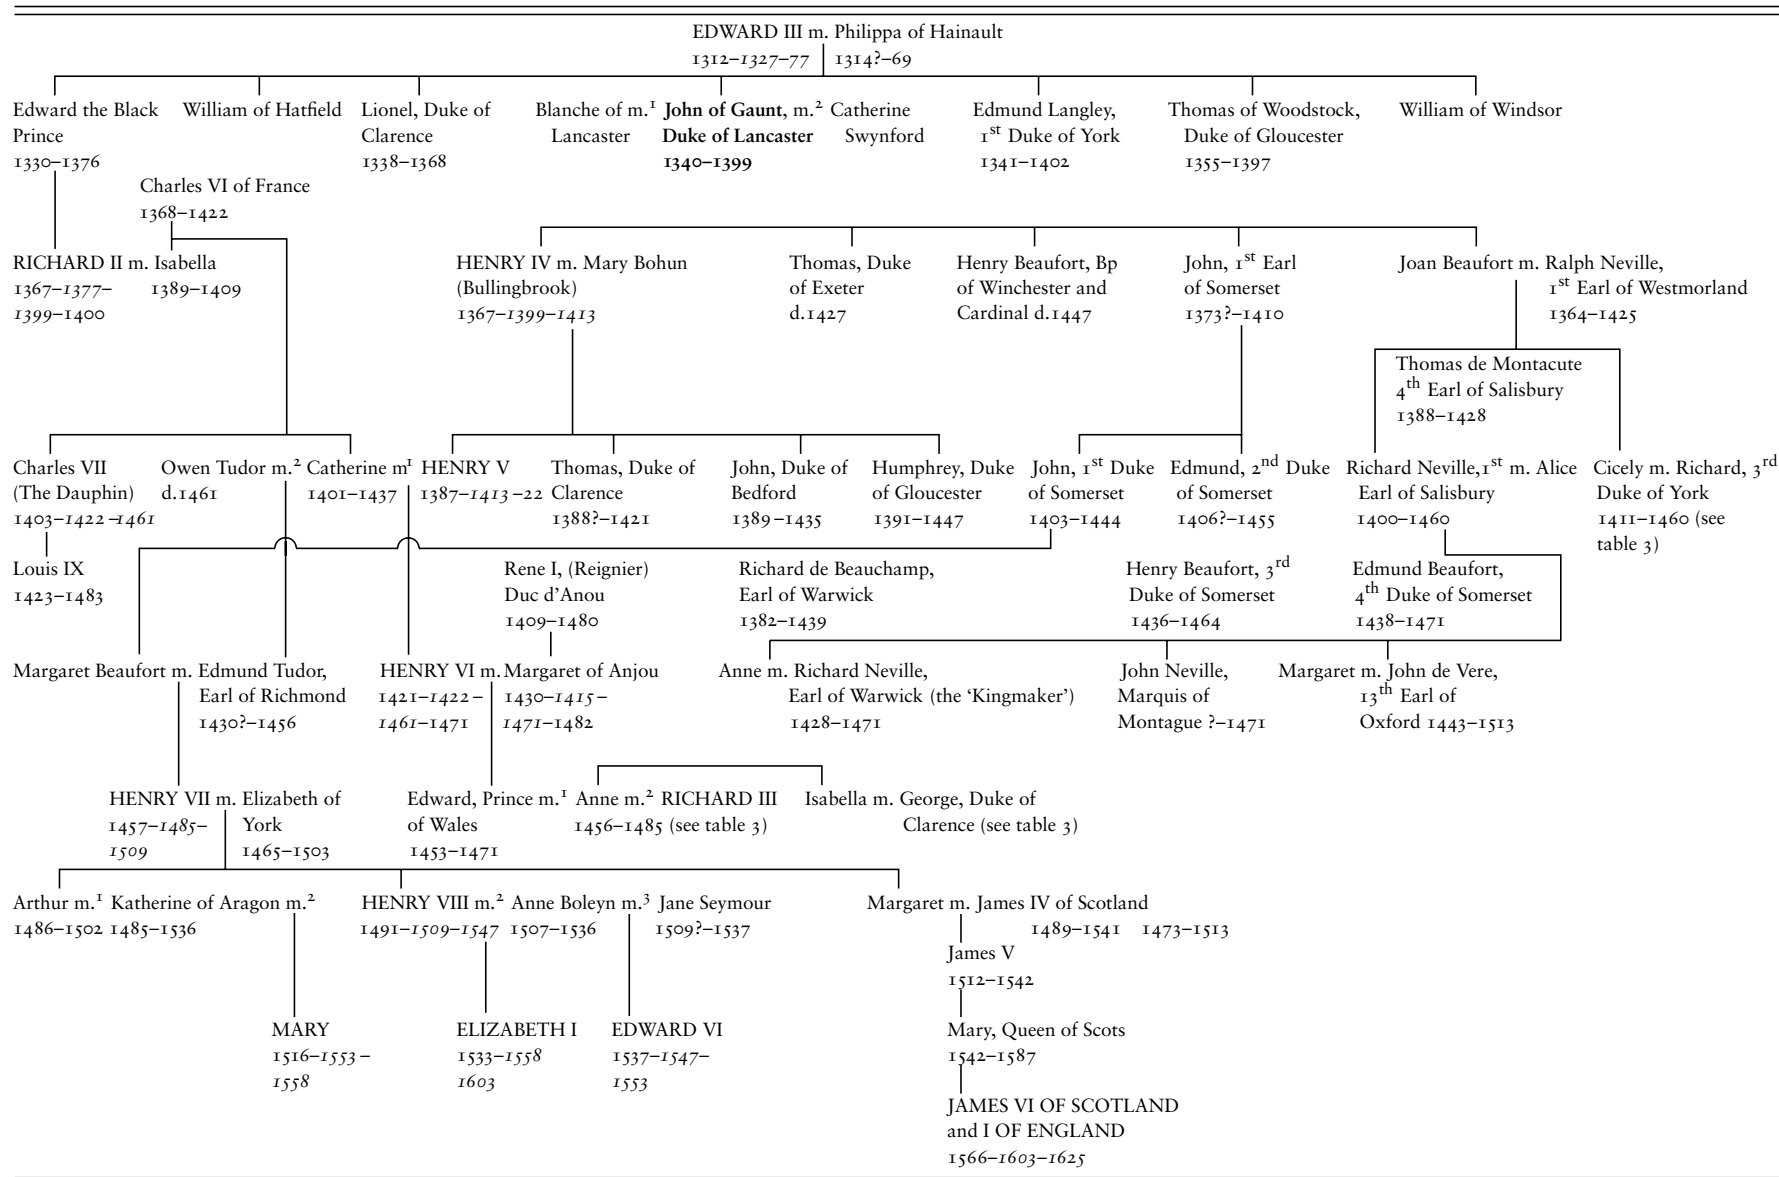 EDWARD III m. Philippa of Hainault
1312–1327–77 1314?–69
Edward the Black William of Hatfield Lionel, Duke of Blanche of m.1 John of Gaunt, m.2 Catherine Edmund Langley, Thomas of Woodstock, William of Windsor
Prince Clarence Lancaster Duke of Lancaster Swynford 1st Duke of York Duke of Gloucester
1330–1376 1338–1368 1340–1399 1341–1402 1355–1397
Charles VI of France
1368–1422
RICHARD II m. Isabella HENRY IV m. Mary Bohun Thomas, Duke Henry Beaufort, Bp John, 1st Earl Joan Beaufort m. Ralph Neville,
1367–1377– 1389–1409 (Bullingbrook) of Exeter of Winchester and of Somerset 1st Earl of Westmorland
1399–1400 1367–1399–1413 d.1427 Cardinal d.1447 1373?–1410 1364–1425
Thomas de Montacute
4th Earl of Salisbury
1388–1428
Charles VII Owen Tudor m.2 Catherine m1 HENRY V Thomas, Duke of John, Duke of Humphrey, Duke John, 1st Duke Edmund, 2nd Duke Richard Neville,1st m. Alice Cicely m. Richard, 3rd
(The Dauphin) d.1461 1401–1437 1387–1413–22 Clarence Bedford of Gloucester of Somerset of Somerset Earl of Salisbury Duke of York
1403–1422–1461 1388?–1421 1389–1435 1391–1447 1403–1444 1406?–1455 1400–1460 1411–1460 (see
table 3)
Louis IX Rene I, (Reignier) Richard de Beauchamp, Henry Beaufort, 3rd Edmund Beaufort,
1423–1483 Duc d’Anou Earl of Warwick Duke of Somerset 4th Duke of Somerset
1409–1480 1382–1439 1436–1464 1438–1471
Margaret Beaufort m. Edmund Tudor, HENRY VI m. Margaret of Anjou Anne m. Richard Neville, John Neville, Margaret m. John de Vere,
Earl of Richmond 1421–1422– 1430–1415– Earl of Warwick (the ‘Kingmaker’) Marquis of 13th Earl of
1430?–1456 1461–1471 1471–1482 1428–1471 Montague ?–1471 Oxford 1443–1513
HENRY VII m. Elizabeth of Edward, Prince m.1 Anne m.2 RICHARD III Isabella m. George, Duke of
1457–1485– York of Wales 1456–1485 (see table 3) Clarence (see table 3)
1509 1465–1503 1453–1471
Arthur m.1 Katherine of Aragon m.2 HENRY VIII m.2 Anne Boleyn m.3 Jane Seymour Margaret m. James IV of Scotland
1486–1502 1485–1536 1491–1509–1547 1507–1536 1509?–1537 1489–1541 1473–1513
James V
1512–1542
MARY ELIZABETH I EDWARD VI Mary, Queen of Scots
1516–1553– 1533–1558 1537–1547– 1542–1587
1558 1603 1553
JAMES VI OF SCOTLAND
and I OF ENGLAND
1566–1603–1625